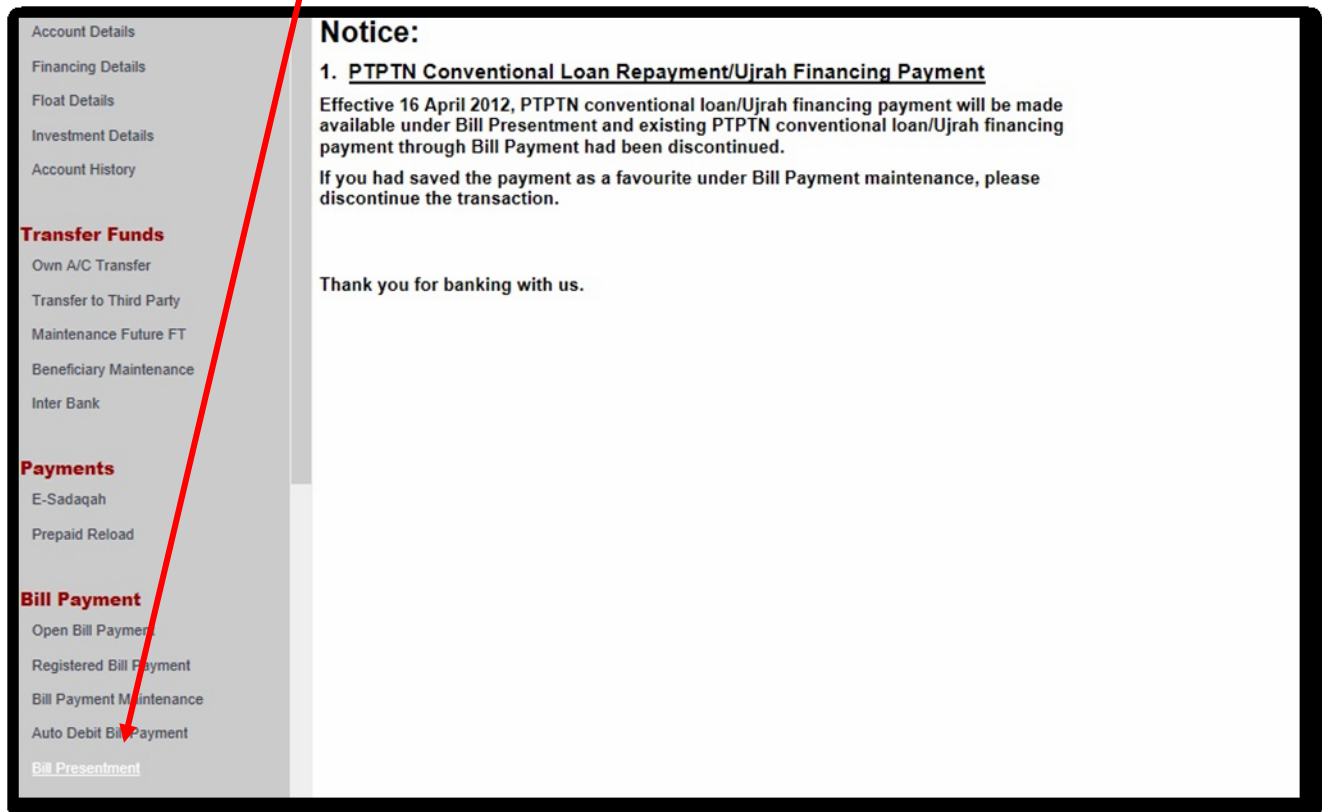 Account Details
Financing Details
Float Details
Investment Details
Account History
Transfer Funds
Own A/C Transfer
Transfer to Third Party
Maintenance Future FT
Beneficiary Maintenance
Inter Bank
Payments
E-Sadaqah
Prepaid Reload
Bill Payment
Open Bill Payment
Registered Bill Payment
Bill Payment Maintenance
Auto Debit Bill Payment
Bill Presentment
Notice:
1. PTPTN Conventional Loan Repayment/Ujrah Financing Payment
Effective 16 April 2012, PTPTN conventional loan/Ujrah financing payment will be made
available under Bill Presentment and existing PTPTN conventional loan/Ujrah financing
payment through Bill Payment had been discontinued.
If you had saved the payment as a favourite under Bill Payment maintenance, please
discontinue the transaction.
Thank you for banking with us.